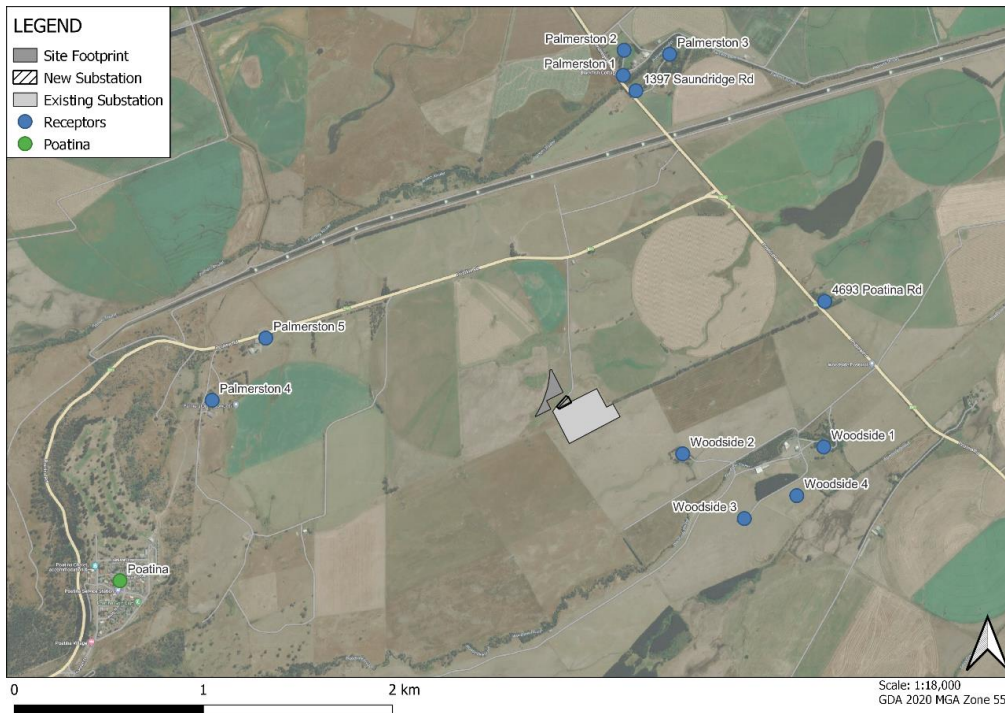 LEGEND
Site Footprint
New Substation
Existing Substation
Receptors
Poatina
Palmerston 2
Palmerston 3
Palmerston 1
1397 Saundridge Rd
4693 Poatina Rd
Palmerston 5
Palmerston 4
Woodside 1
Woodside 2
Woodside 4
Woodside 3
Poatina
0
1
2 km
Scale: 1:18,000
GDA 2020 MGA Zone 55